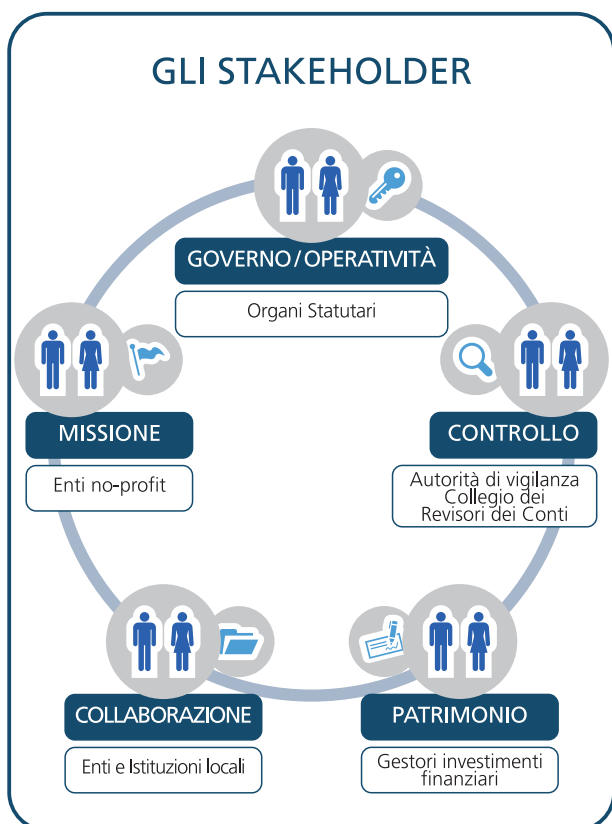 GLI STAKEHOLDER
GOVERNO/OPERATIVITÀ
Organi Statutari
MISSIONE
Enti no-profit
CONTROLLO
Autorità di vigilanza
Collegio dei
Revisori dei Conti
COLLABORAZIONE
Enti e Istituzioni locali
PATRIMONIO
Gestori investimenti
finanziari